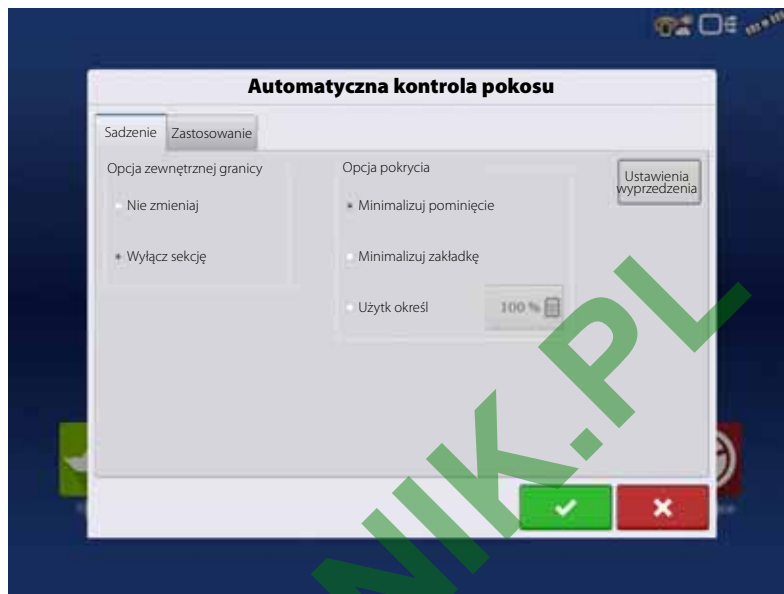 Automatyczna kontrola pokosu
Sadzenie
Zastosowanie
Opcja zewnętrznej granicy
Nie zmieniaj
Wyłącz sekcję
Opcja pokrycia
Minimalizuj pominięcie
Minimalizuj zakładkę
Użytk określ
100 %
Ustawienia
wyprzedzenia
NIK.PL